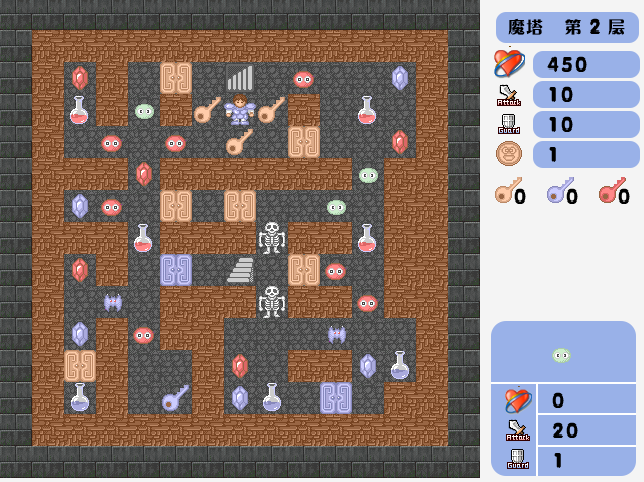 魔塔 第 2 层
450
Attack 10
Guard 10
1
0 0 0
0
Attack 20
Guard 1